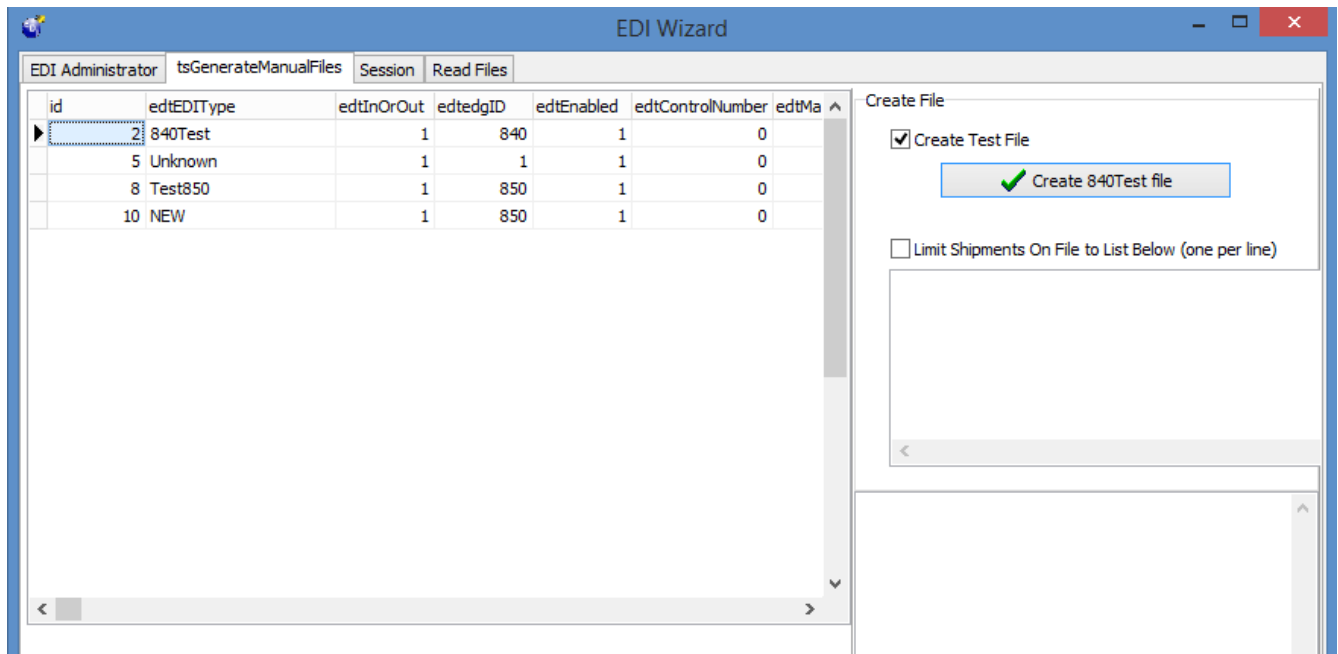 EDI Wizard
EDI Administrator tsGenerateManualFiles Session Read Files
id edtEDIType edtInOrOut edtedgID edtEnabled edtControlNumber edtMa
2 840Test 1 840 1 0
5 Unknown 1 1 1 0
8 Test850 1 850 1 0
10 NEW 1 850 1 0
Create File
Create Test File
Create 840Test file
Limit Shipments On File to List Below (one per line)